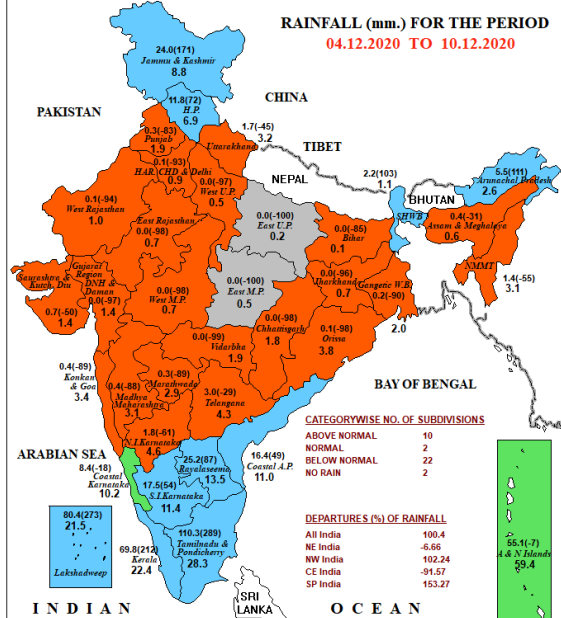 RAINFALL (mm.) FOR THE PERIOD
04.12.2020 TO 10.12.2020
24.0(171)
Jammu & Kashmir
8.8
CHINA
11.8(72)
H.P.
6.9
PAKISTAN
0.3(-83)
Punjab
1.9
1.7(-45)
Uttarakhand
3.2
TIBET
0.1(-93)
HAR. CHD & Delhi
0.9
0.0(-97)
West U.P.
0.5
NEPAL
2.2(103)
1.1
SHWB
BHUTAN
5.5(111)
Arunachal Pradesh
2.6
0.1(-94)
West Rajasthan
1.0
East Rajasthan
0.0(-98)
0.7
0.0(-100)
East U.P.
0.2
0.0(-85)
Bihar
0.1
0.4(-31)
Assam & Meghalaya
0.6
NMMT
1.4(-55)
3.1
Saurashtra &
Kutch, Diu
0.7(-50)
1.4
Gujarat
Region
DNH &
Daman
0.0(-97)
1.4
0.0(-98)
West M.P.
0.7
0.0(-100)
East M.P.
0.5
0.0(-96)
Jharkhand
0.7
Gangetic W.B.
0.2(-90)
2.0
0.0(-98)
Chhattisgarh
1.8
0.1(-98)
Orissa
3.8
0.0(-99)
Vidarbha
1.9
0.4(-89)
Konkan
& Goa
3.4
0.4(-88)
Madhya
Maharashtra
3.1
0.3(-89)
Marathwada
2.9
3.0(-29)
Telangana
4.3
BAY OF BENGAL
1.8(-61)
N.I.Karnataka
4.6
ARABIAN SEA
8.4(-18)
Coastal
Karnataka
10.2
25.2(87)
Rayalaseema
13.5
16.4(49)
Coastal A.P.
11.0
17.5(54)
S.I.Karnataka
11.4
CATEGORYWISE NO. OF SUBDIVISIONS
ABOVE NORMAL 10
NORMAL 2
BELOW NORMAL 22
NO RAIN 2
80.4(273)
21.5
Lakshadweep
69.8(212)
Kerala
22.4
110.3(289)
Tamilnadu &
Pondicherry
28.3
DEPARTURES (%) OF RAINFALL
All India 100.4
NE India -6.66
NW India 102.24
CE India -91.57
SP India 153.27
55.1(-7)
A & N Islands
59.4
SRI
LANKA
INDIAN OCEAN